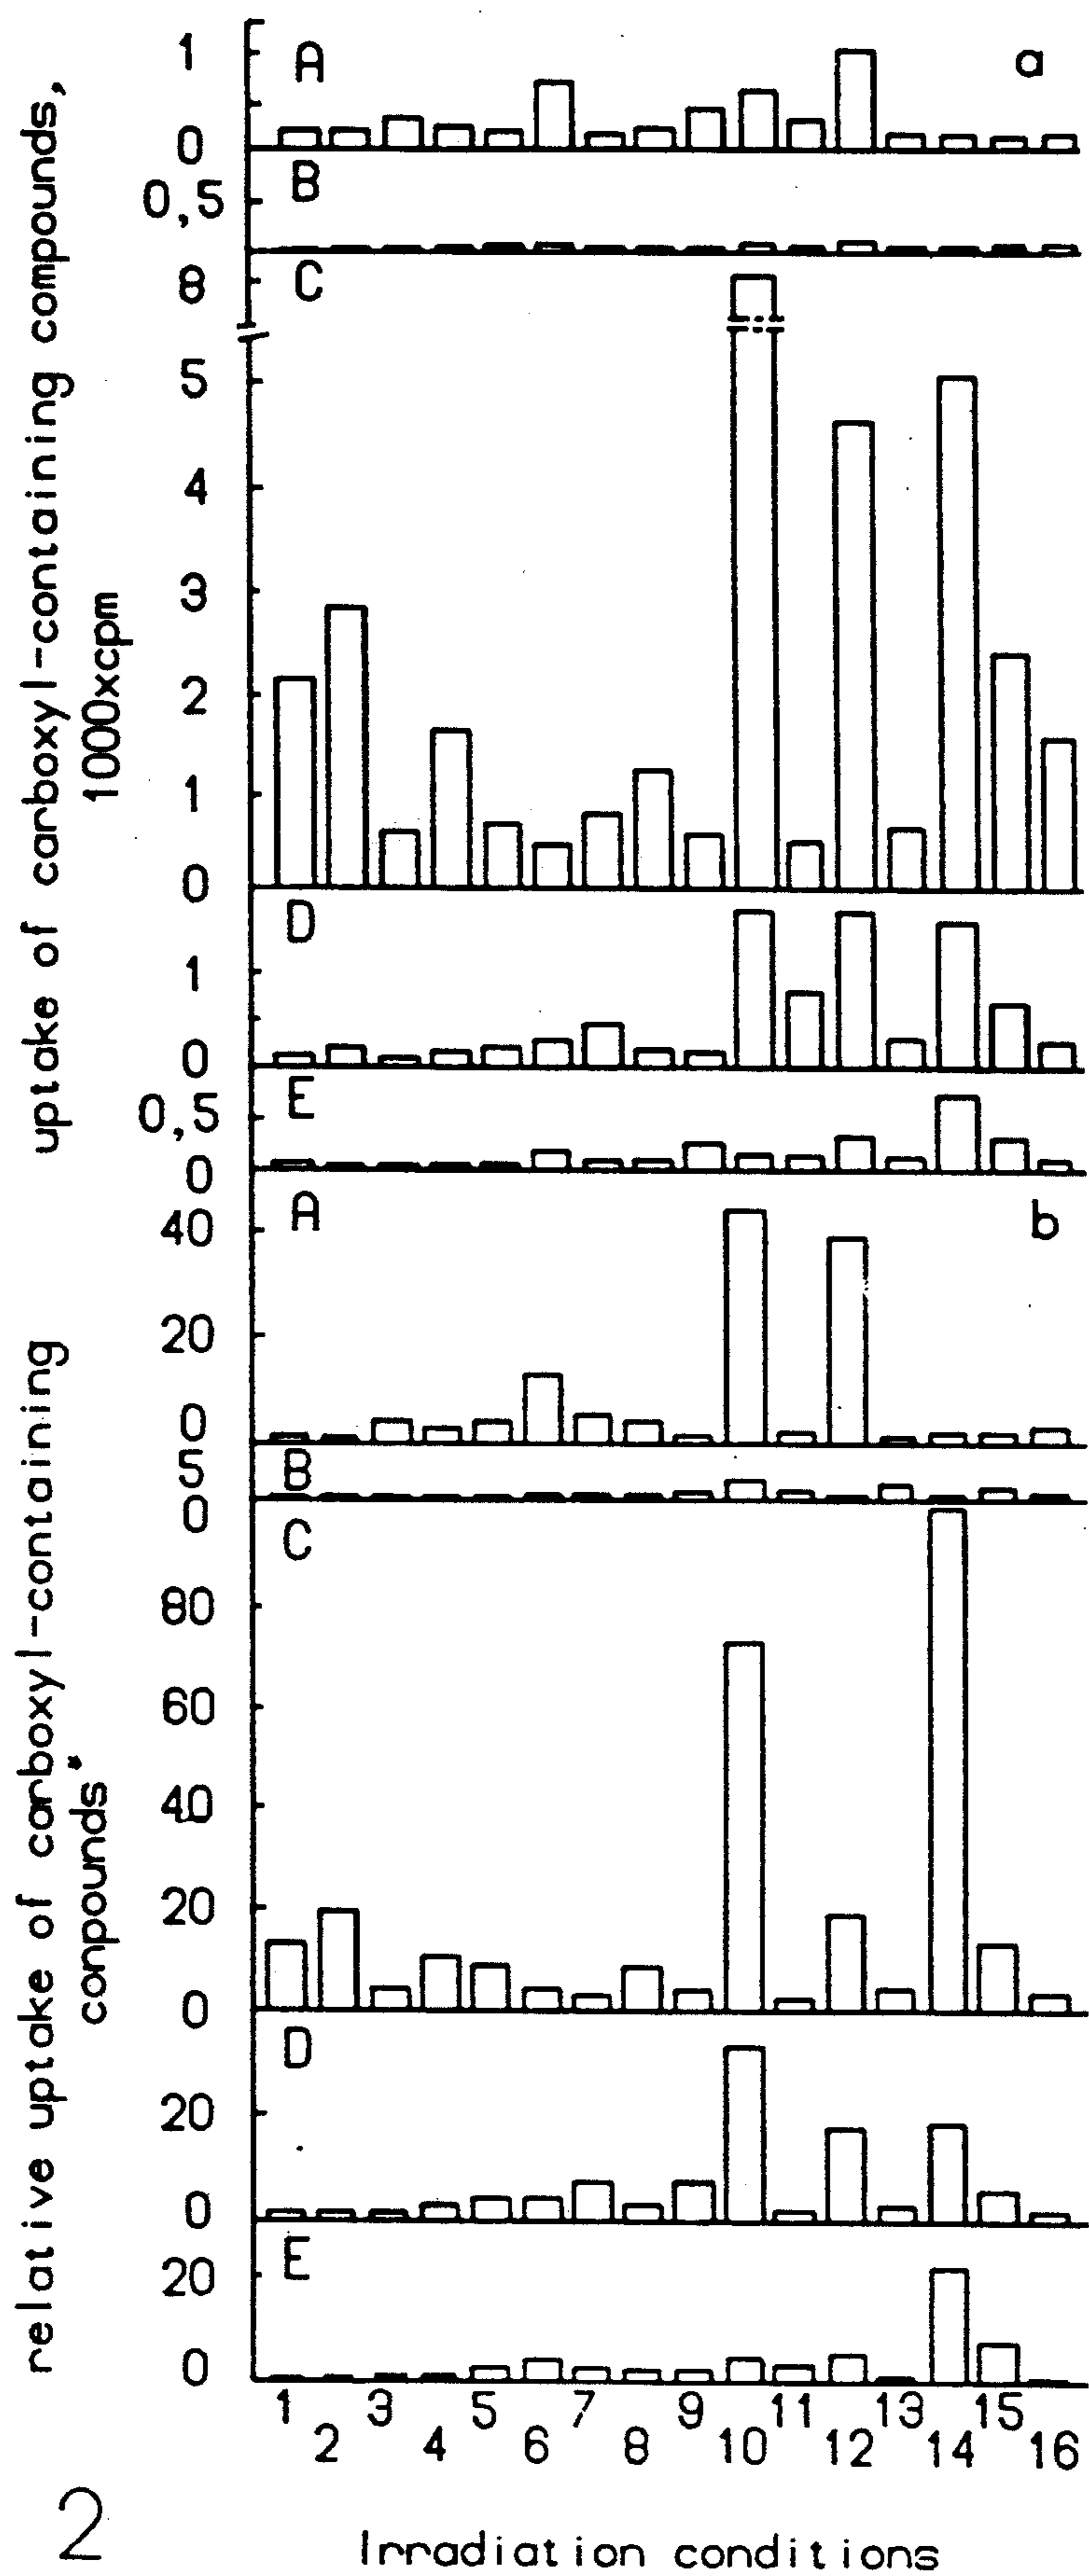 uptake of carboxyl-containing compounds,
1000xcpm
1
A
a
0
B
0,5
8
C
5
4
3
2
1
0
D
1
0
E
0,5
0
relative uptake of carboxyl-containing
conpounds*
A
b
40
20
0
5
B
0
C
80
60
40
20
0
D
20
0
E
20
0
1 3 5 7 9 11 13 15
2 4 6 8 10 12 14 16
2
Irradiation conditions